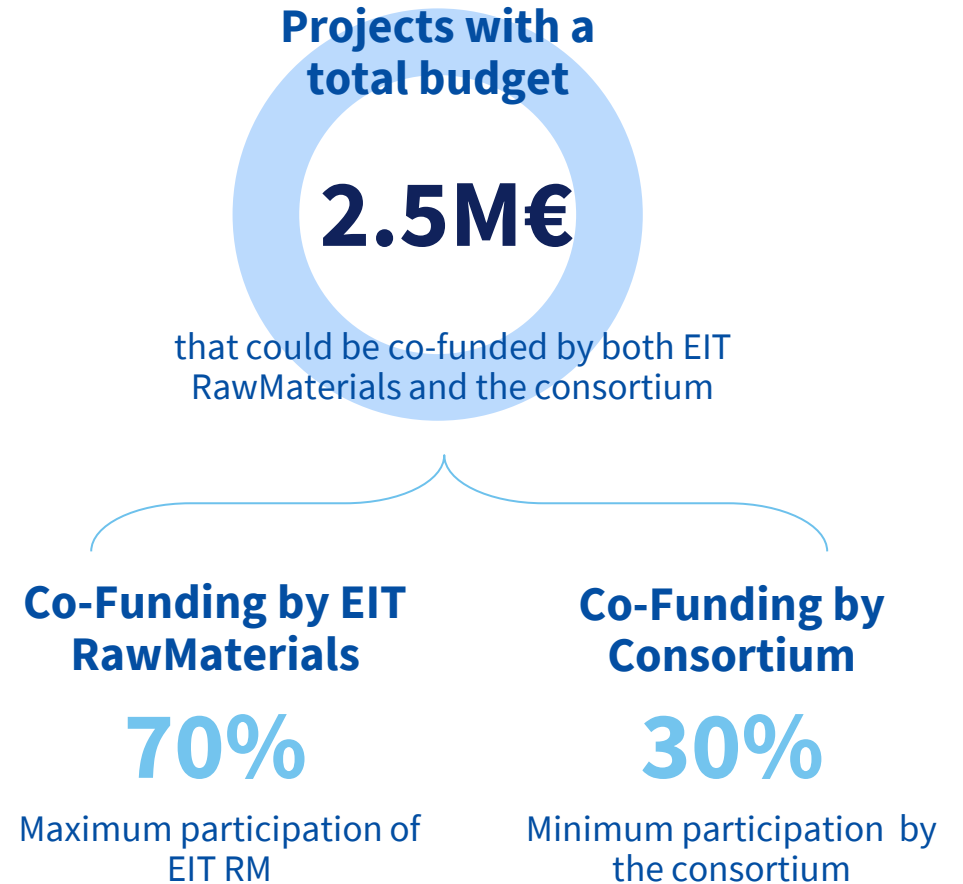 Projects with a
total budget
2.5M€
that could be co-funded by both EIT
RawMaterials and the consortium
Co-Funding by EIT
RawMaterials
70%
Maximum participation of
EIT RM
Co-Funding by
Consortium
30%
Minimum participation by
the consortium